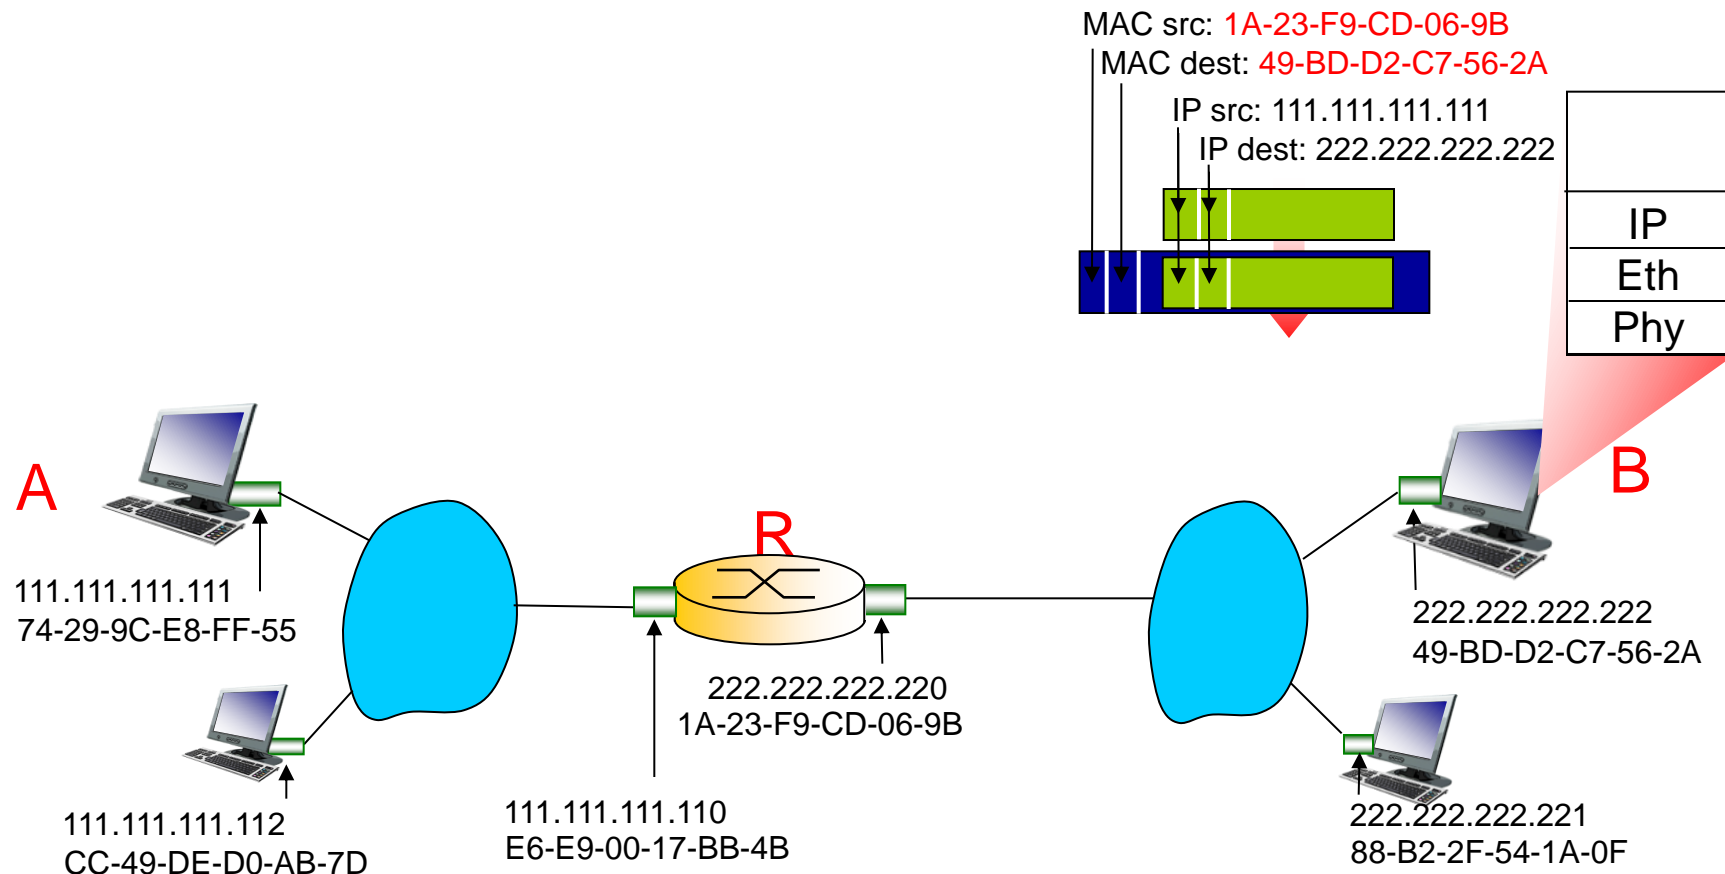 MAC src: 1A-23-F9-CD-06-9B
MAC dest: 49-BD-D2-C7-56-2A
IP src: 111.111.111.111
IP dest: 222.222.222.222
IP
Eth
Phy
A
B
R
111.111.111.111
74-29-9C-E8-FF-55
222.222.222.222
49-BD-D2-C7-56-2A
222.222.222.220
1A-23-F9-CD-06-9B
111.111.111.112
CC-49-DE-D0-AB-7D
111.111.111.110
E6-E9-00-17-BB-4B
222.222.222.221
88-B2-2F-54-1A-0F